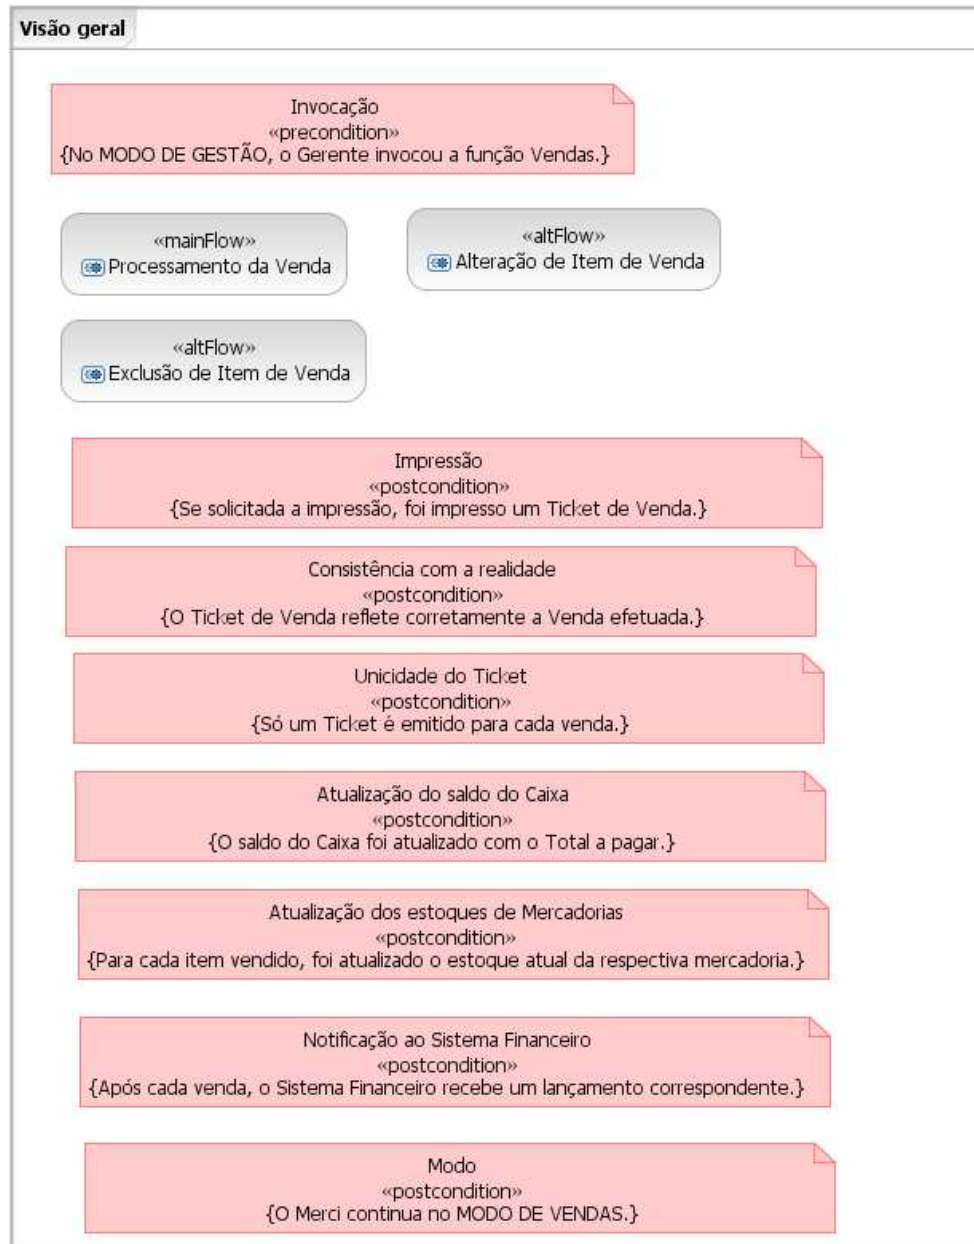 Visão geral
Invocação
«precondition»
{No MODO DE GESTÃO, o Gerente invocou a função Vendas.}
«mainFlow»
Processamento da Venda
«altFlow»
Alteração de Item de Venda
«altFlow»
Exclusão de Item de Venda
Impressão
«postcondition»
{Se solicitada a impressão, foi impresso um Ticket de Venda.}
Consistência com a realidade
«postcondition»
{O Ticket de Venda reflete corretamente a Venda efetuada.}
Unicidade do Ticket
«postcondition»
{Só um Ticket é emitido para cada venda.}
Atualização do saldo do Caixa
«postcondition»
{O saldo do Caixa foi atualizado com o Total a pagar.}
Atualização dos estoques de Mercadorias
«postcondition»
{Para cada item vendido, foi atualizado o estoque atual da respectiva mercadoria.}
Notificação ao Sistema Financeiro
«postcondition»
{Após cada venda, o Sistema Financeiro recebe um lançamento correspondente.}
Modo
«postcondition»
{O Merci continua no MODO DE VENDAS.}